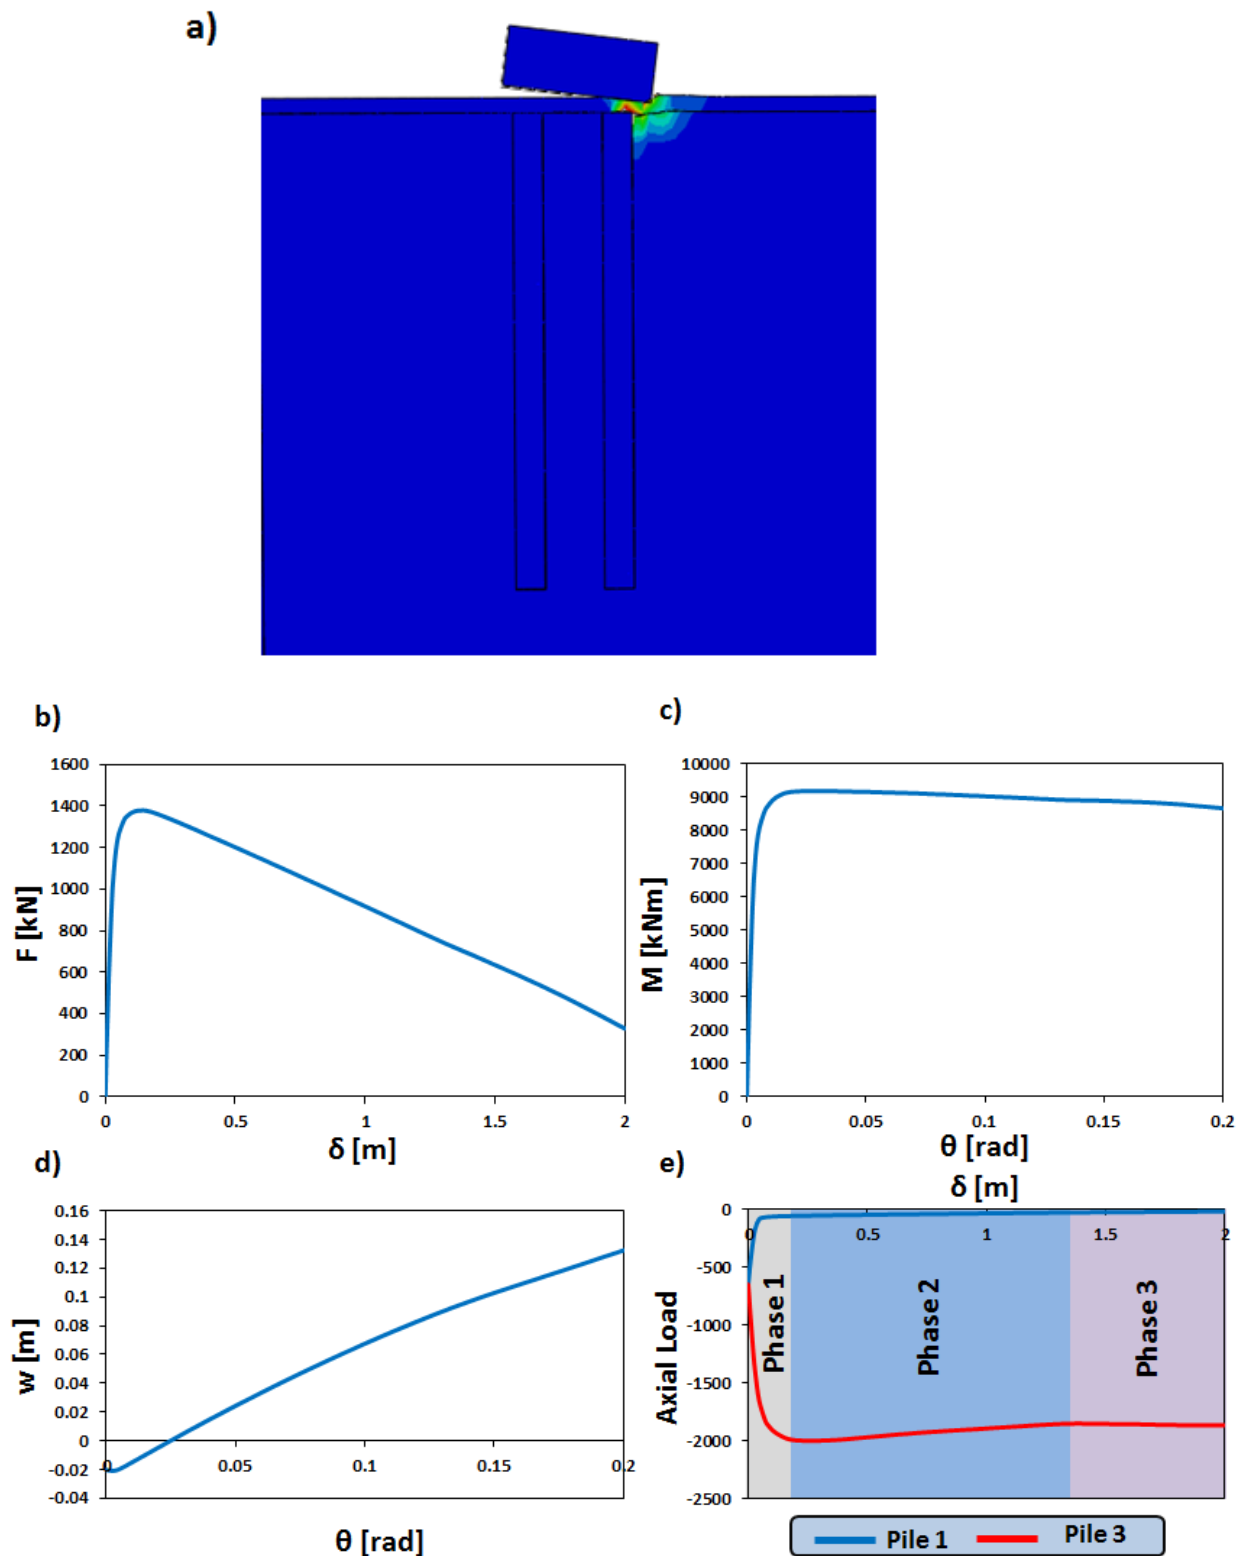 a)
b)
F [kN]
1600
1400
1200
1000
800
600
400
200
0
0 0.5 1 1.5 2
δ [m]
c)
M [kNm]
10000
9000
8000
7000
6000
5000
4000
3000
2000
1000
0
0 0.05 0.1 0.15 0.2
θ [rad]
d)
w [m]
0.16
0.14
0.12
0.1
0.08
0.06
0.04
0.02
0
-0.02
-0.04
0 0.05 0.1 0.15 0.2
θ [rad]
e)
δ [m]
Axial Load
0
-500
-1000
-1500
-2000
-2500
0 0.5 1 1.5 2
Phase 1
Phase 2
Phase 3
Pile 1 Pile 3